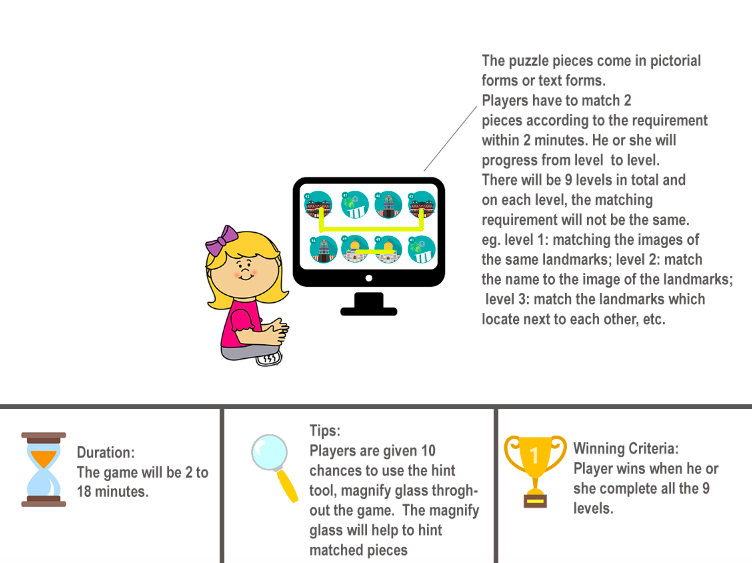 The puzzle pieces come in pictorial
forms or text forms.
Players have to match 2
pieces according to the requirement
within 2 minutes. He or she will
progress from level to level.
There will be 9 levels in total and
on each level, the matching
requirement will not be the same.
eg. level 1: matching the images of
the same landmarks; level 2: match
the name to the image of the landmarks;
level 3: match the landmarks which
locate next to each other, etc.
Duration:
The game will be 2 to
18 minutes.
Tips:
Players are given 10
chances to use the hint
tool, magnify glass throgh-
out the game. The magnify
glass will help to hint
matched pieces
1
Winning Criteria:
Player wins when he or
she complete all the 9
levels.